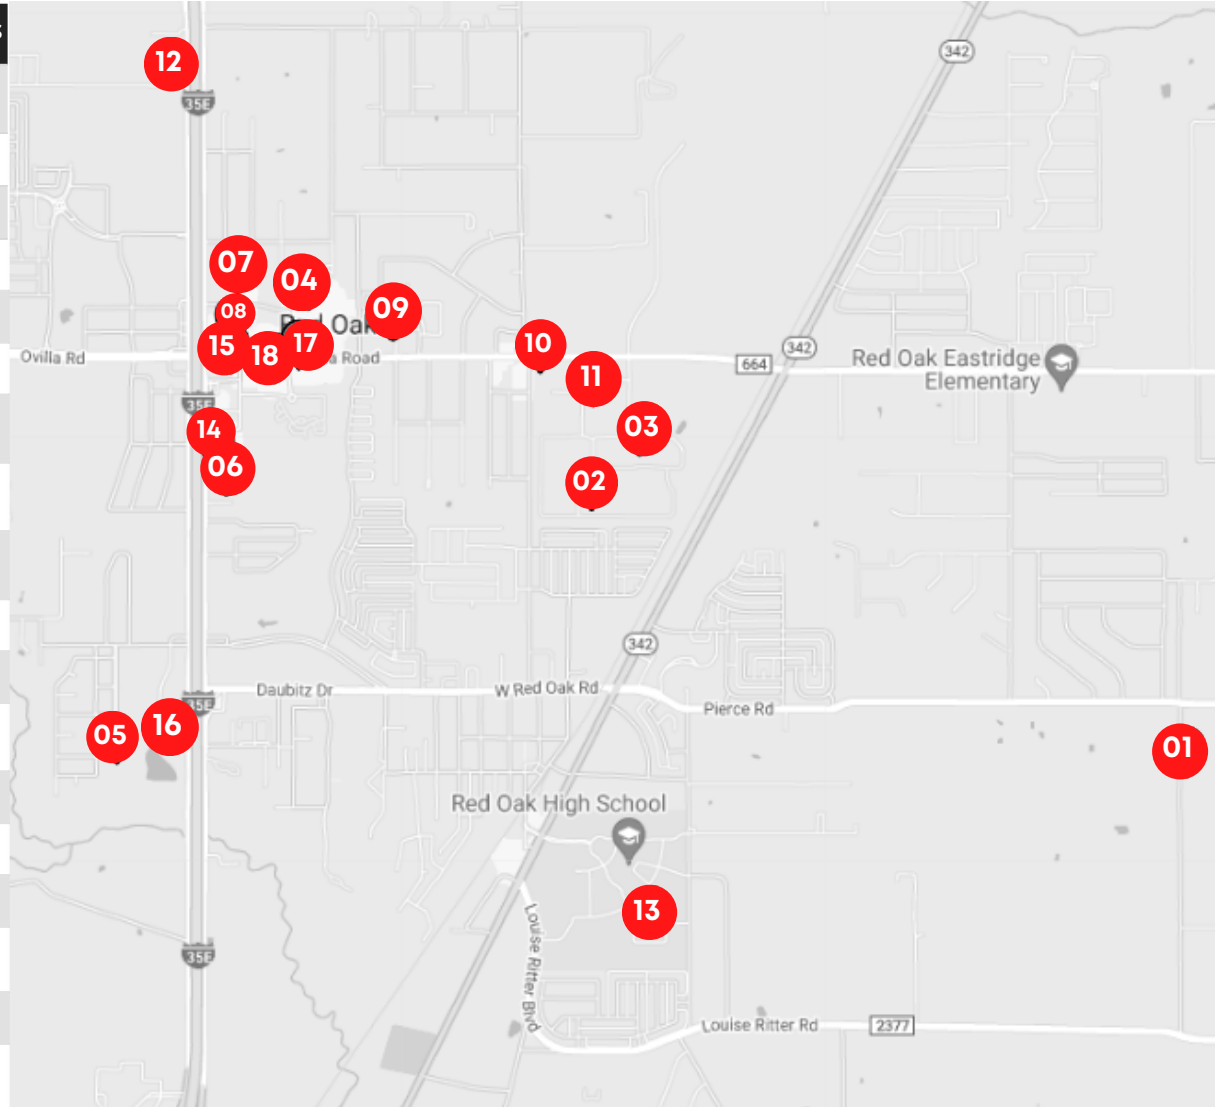 12
342
35E
07
04
08
09
Red Oak
15
18
17
10
Ovilla Rd
a Road
342
664
Red Oak Eastridge
Elementary
11
35E
14
03
06
02
342
Daubitz Dr
W Red Oak Rd
35E
Pierce Rd
05
16
01
Red Oak High School
13
Louise Ritter Blvd
35E
Louise Ritter Rd
2377